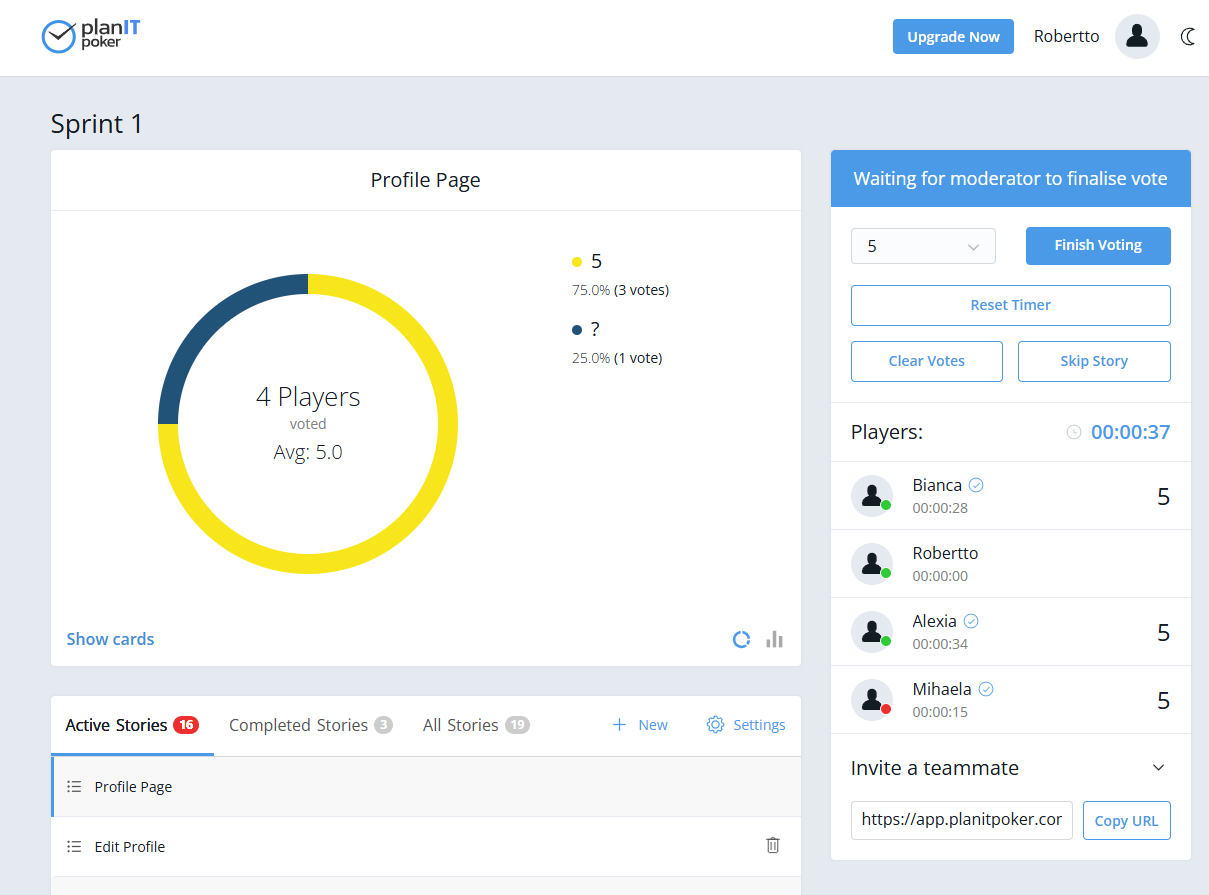 planIT
poker
Upgrade Now
Robertto
Sprint 1
Profile Page
5
75.0% (3 votes)
?
25.0% (1 vote)
4 Players
voted
Avg: 5.0
Show cards
Active Stories 16
Completed Stories 3
All Stories 19
New
Settings
Profile Page
Edit Profile
Waiting for moderator to finalise vote
5
Finish Voting
Reset Timer
Clear Votes
Skip Story
Players:
00:00:37
Bianca
00:00:28
5
Robertto
00:00:00
Alexia
00:00:34
5
Mihaela
00:00:15
5
Invite a teammate
https://app.planitpoker.cor
Copy URL